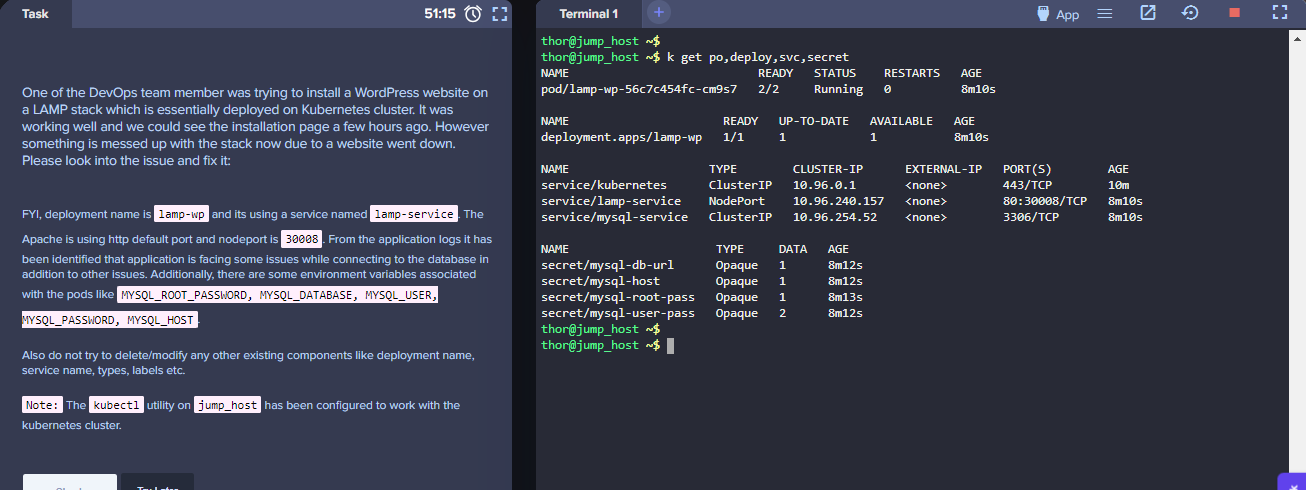 Task
51:15
One of the DevOps team member was trying to install a WordPress website on
a LAMP stack which is essentially deployed on Kubernetes cluster. It was
working well and we could see the installation page a few hours ago. However
something is messed up with the stack now due to a website went down.
Please look into the issue and fix it:
FYI, deployment name is lamp-wp and its using a service named lamp-service. The
Apache is using http default port and nodeport is 30008. From the application logs it has
been identified that application is facing some issues while connecting to the database in
addition to other issues. Additionally, there are some environment variables associated
with the pods like MYSQL_ROOT_PASSWORD, MYSQL_DATABASE, MYSQL_USER,
MYSQL_PASSWORD, MYSQL_HOST.
Also do not try to delete/modify any other existing components like deployment name,
service name, types, labels etc.
Note: The kubectl utility on jump_host has been configured to work with the
kubernetes cluster.
Terminal 1
+
App
thor@jump_host ~$
thor@jump_host ~$ k get po,deploy,svc,secret
NAME READY STATUS RESTARTS AGE
pod/lamp-wp-56c7c454fc-cm9s7 2/2 Running 0 8m10s
NAME READY UP-TO-DATE AVAILABLE AGE
deployment.apps/lamp-wp 1/1 1 1 8m10s
NAME TYPE CLUSTER-IP EXTERNAL-IP PORT(S) AGE
service/kubernetes ClusterIP 10.96.0.1 <none> 443/TCP 10m
service/lamp-service NodePort 10.96.240.157 <none> 80:30008/TCP 8m10s
service/mysql-service ClusterIP 10.96.254.52 <none> 3306/TCP 8m10s
NAME TYPE DATA AGE
secret/mysql-db-url Opaque 1 8m12s
secret/mysql-host Opaque 1 8m12s
secret/mysql-root-pass Opaque 1 8m13s
secret/mysql-user-pass Opaque 2 8m12s
thor@jump_host ~$
thor@jump_host ~$